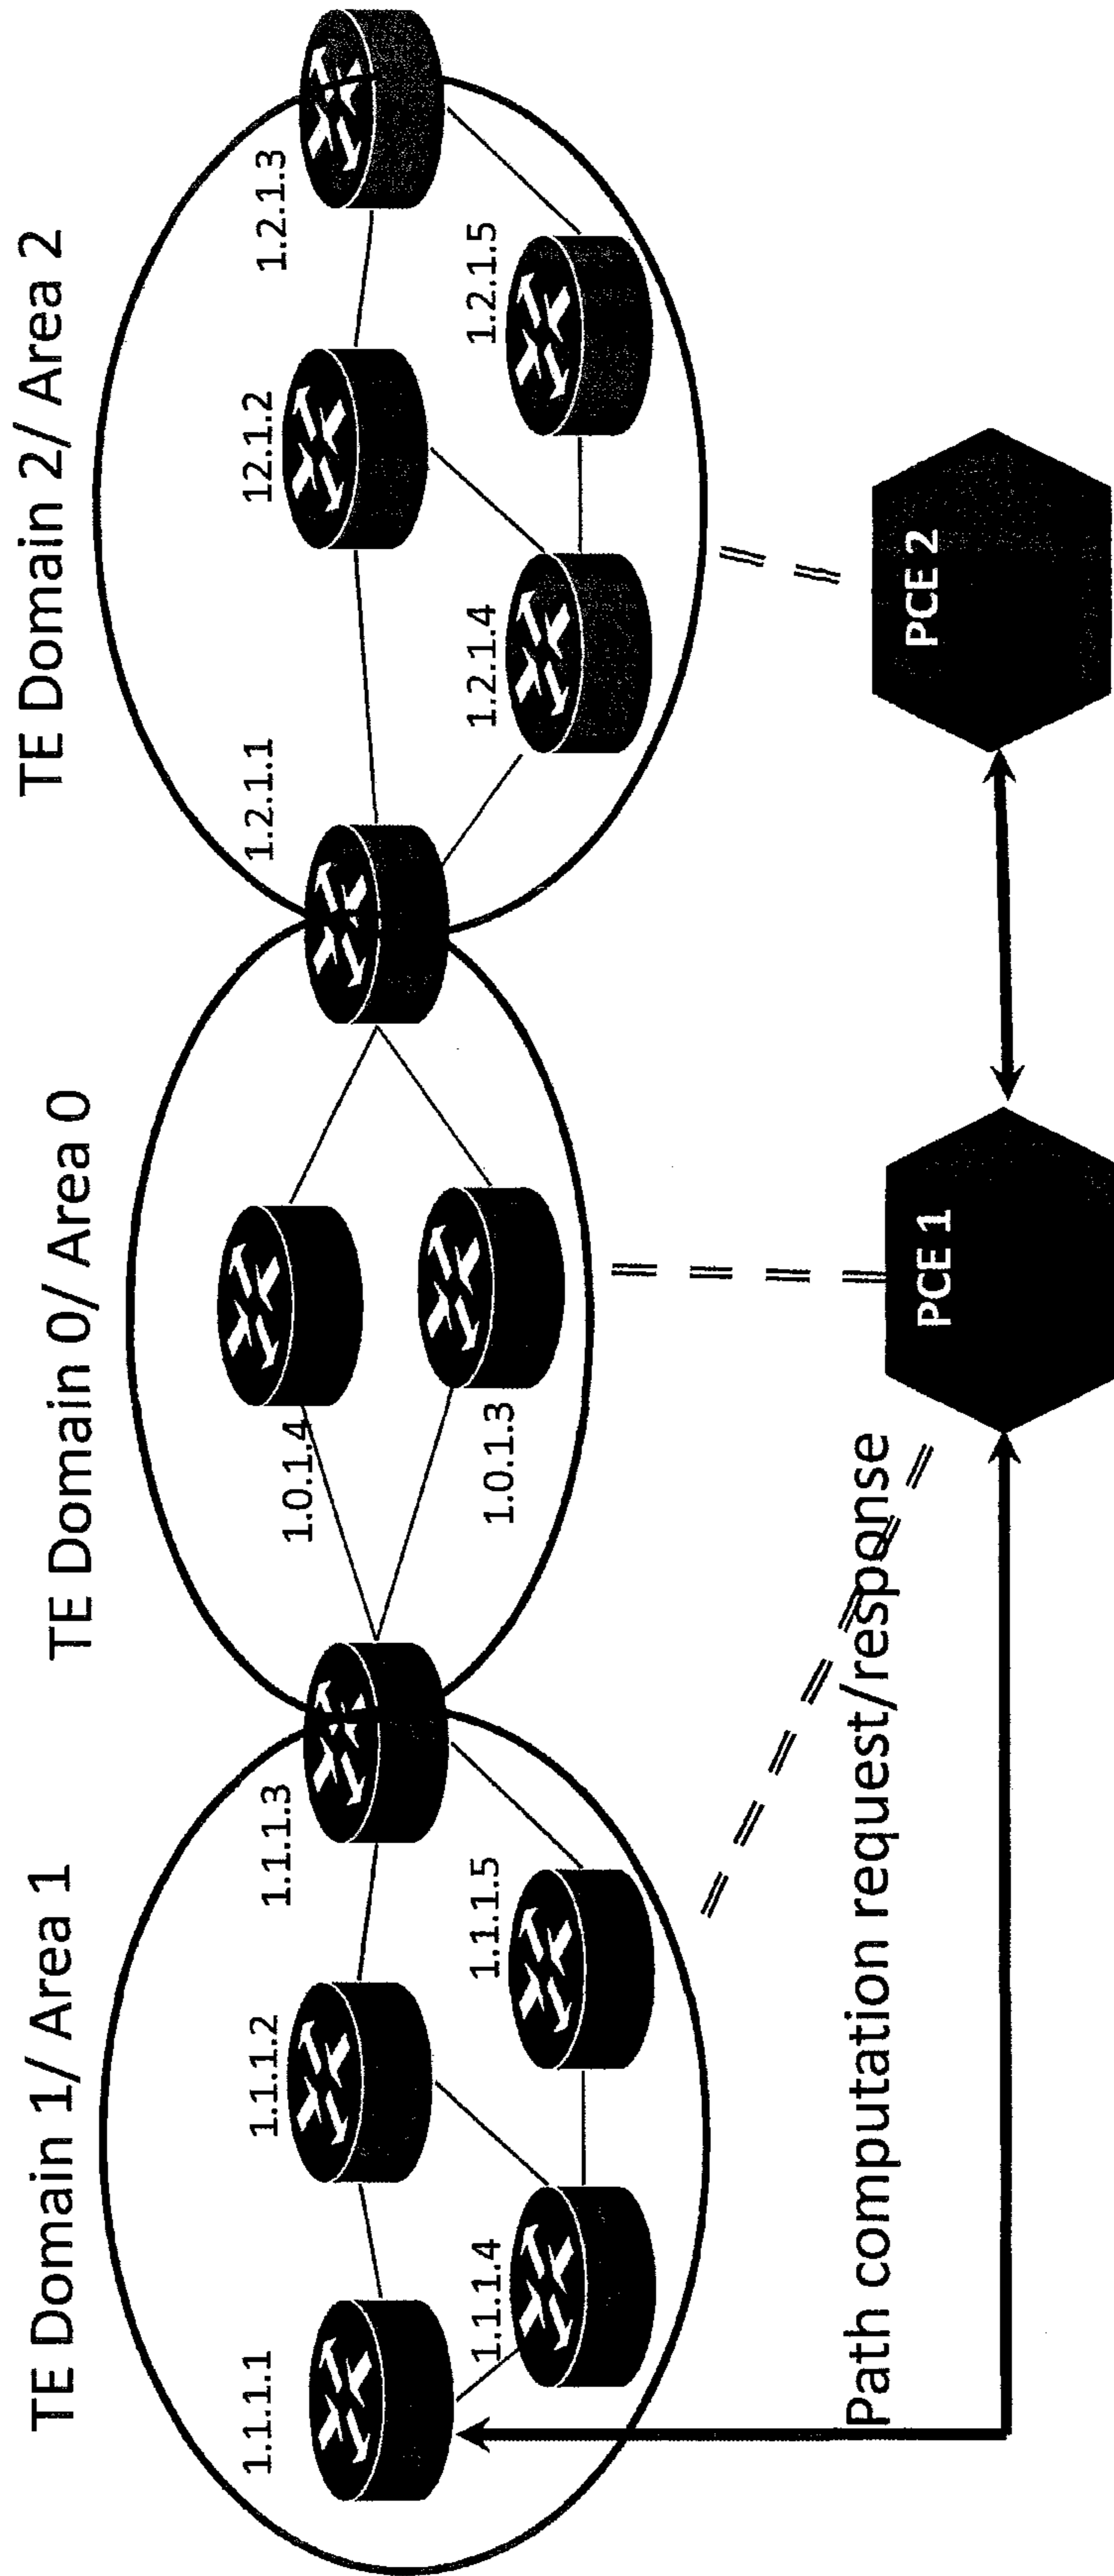 TE Domain 1/ Area 1
TE Domain 0/ Area 0
TE Domain 2/ Area 2
1.1.1.1
1.1.1.2
1.1.1.3
1.1.1.4
1.1.1.5
1.0.1.4
1.0.1.3
1.2.1.1
12.1.2
1.2.1.3
1.2.1.4
1.2.1.5
Path computation request/response
PCE 1
PCE 2